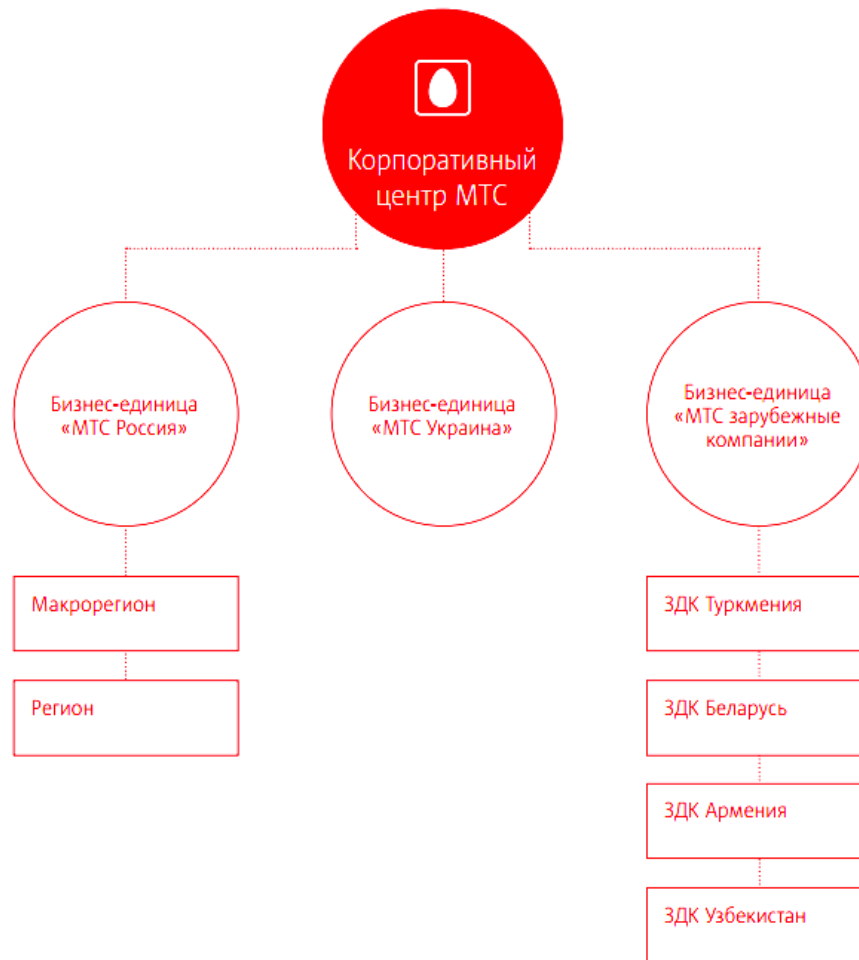 Корпоративный
центр МТС
Бизнес-единица
«МТС Россия»
Бизнес-единица
«МТС Украина»
Бизнес-единица
«МТС зарубежные
компании»
Макрорегион
Регион
ЗДК Туркмения
ЗДК Беларусь
ЗДК Армения
ЗДК Узбекистан